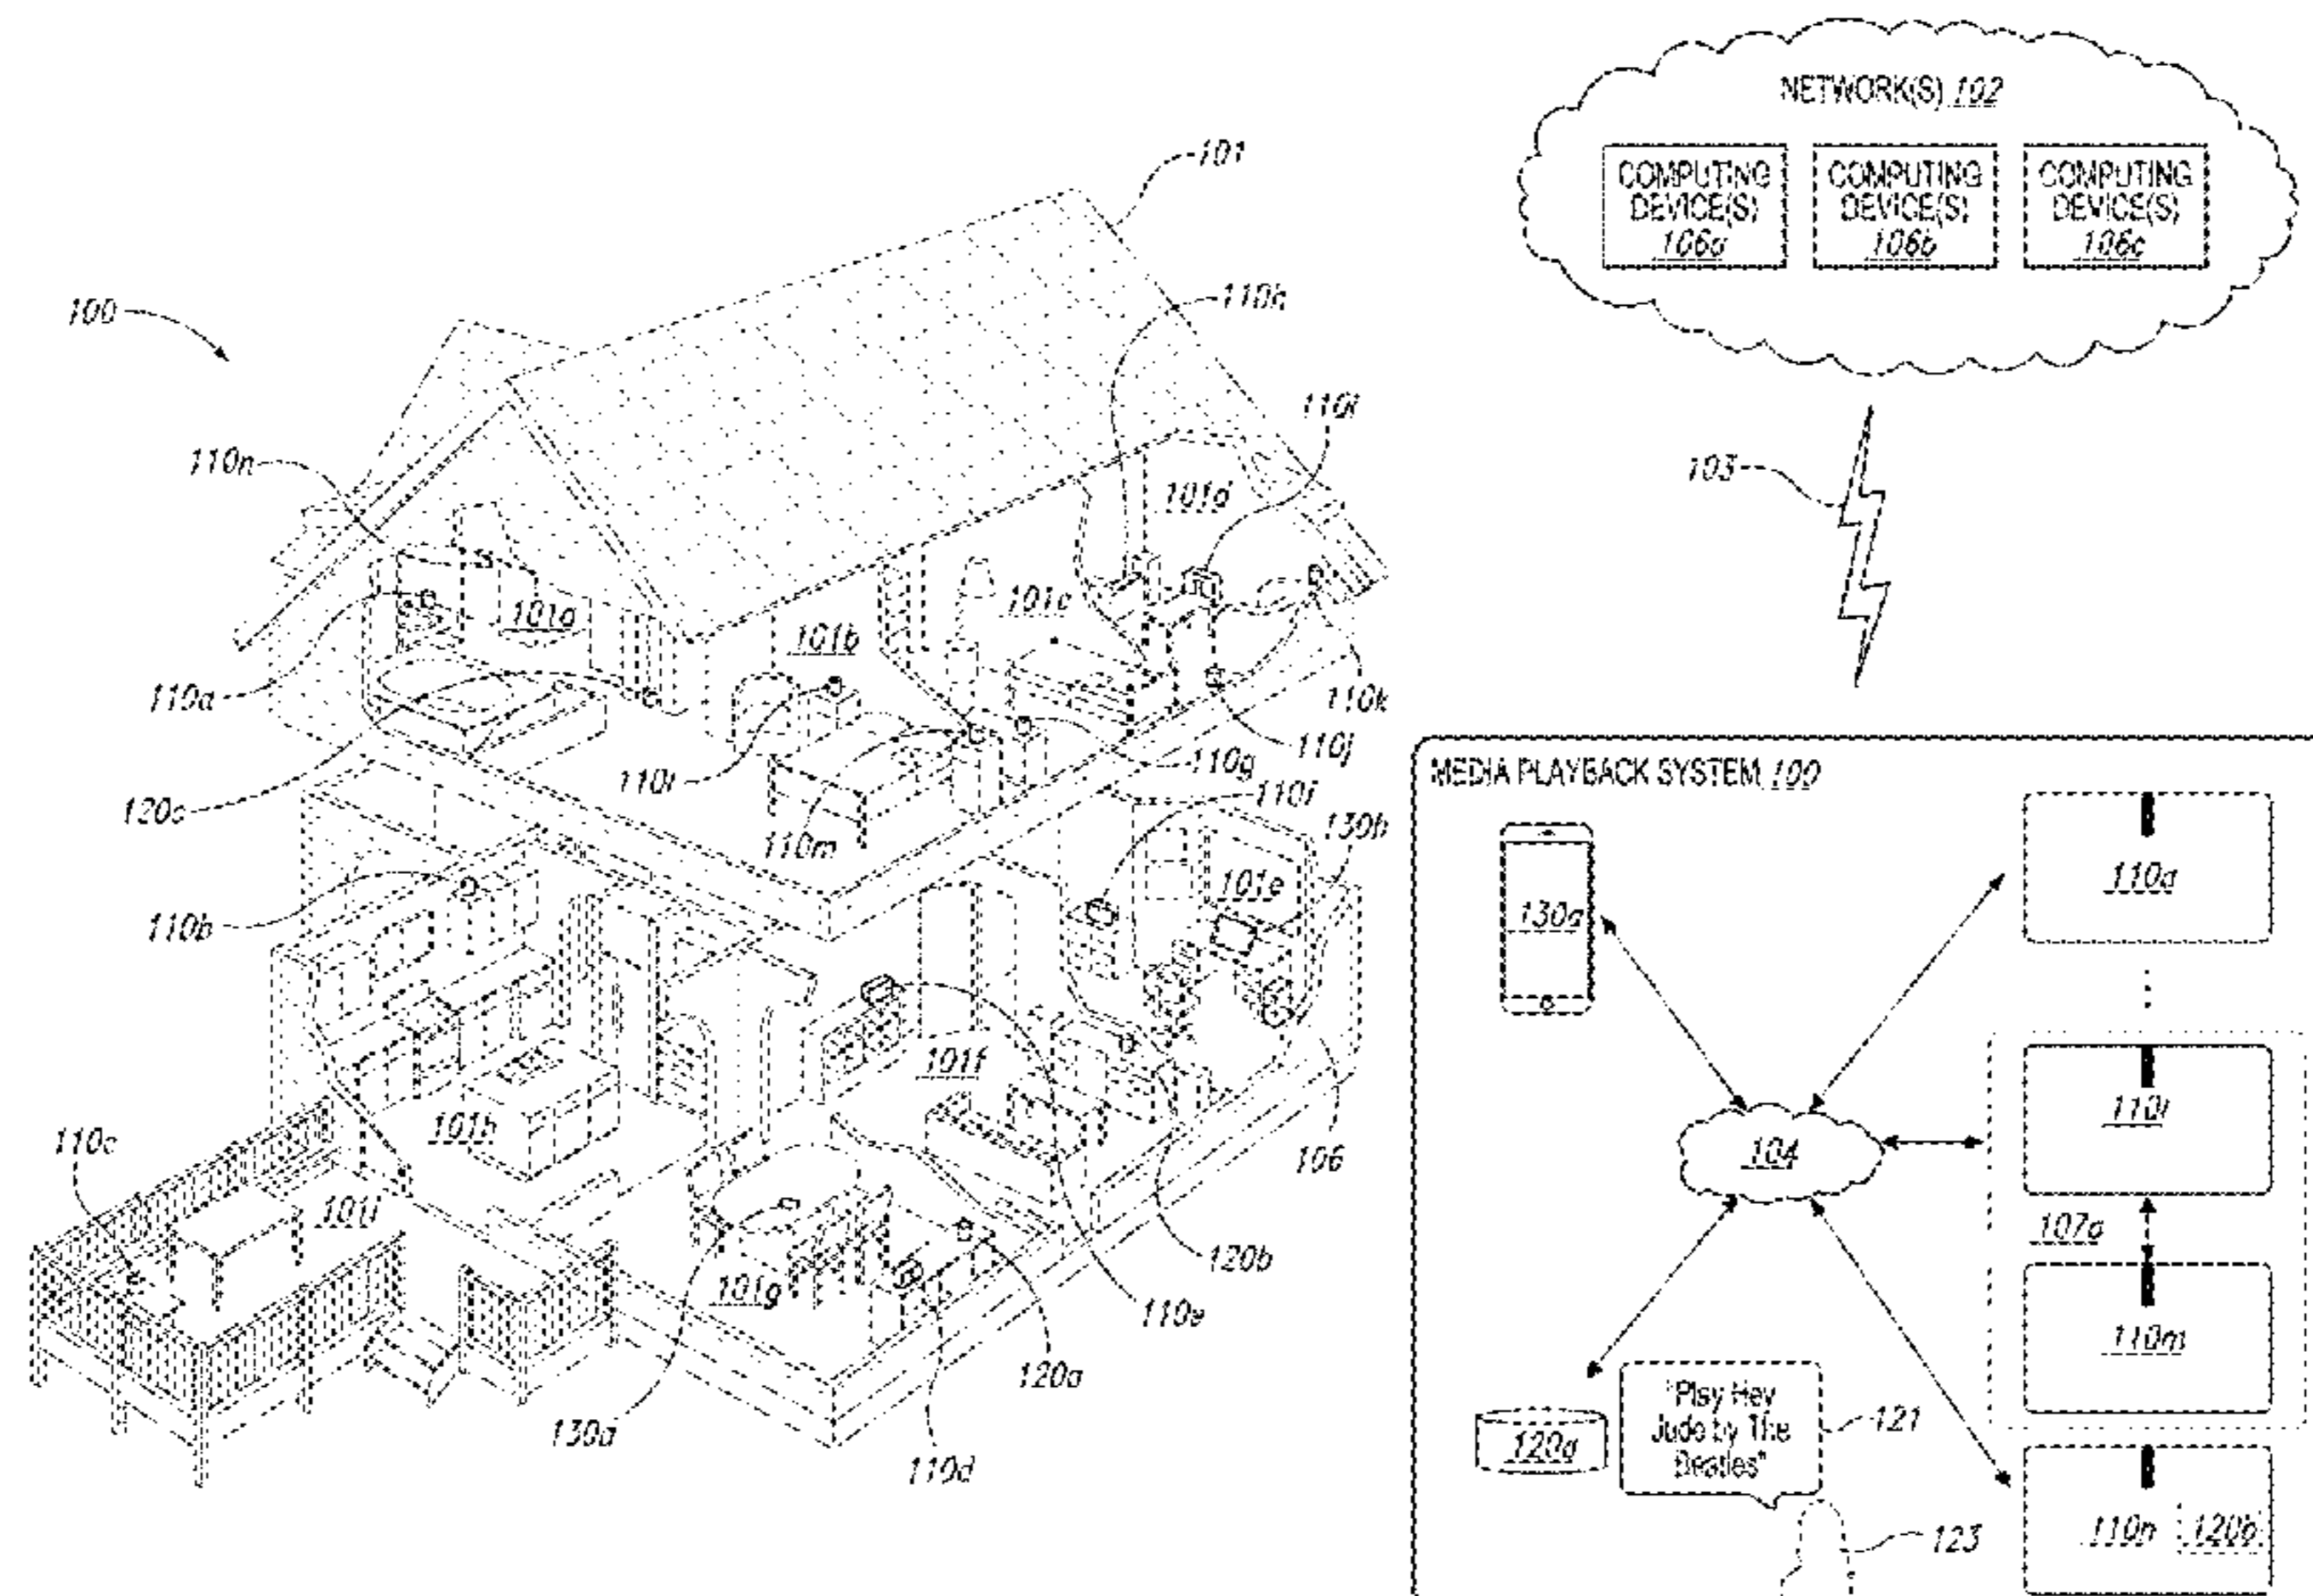 101
100
110h
110i
110n
101d
101a
101c
101b
110a
110k
110j
110l
110g
120c
110m
110f
130b
101e
110b
101f
101h
110c
106
101i
101g
120b
110e
120a
130a
110d
NETWORK(S) 102
COMPUTING DEVICE(S) 106a
COMPUTING DEVICE(S) 106b
COMPUTING DEVICE(S) 106c
103
MEDIA PLAYBACK SYSTEM 100
110a
130a
110l
104
107a
110m
"Play Hey
Jude by The
Beatles"
121
120a
110n
120b
123